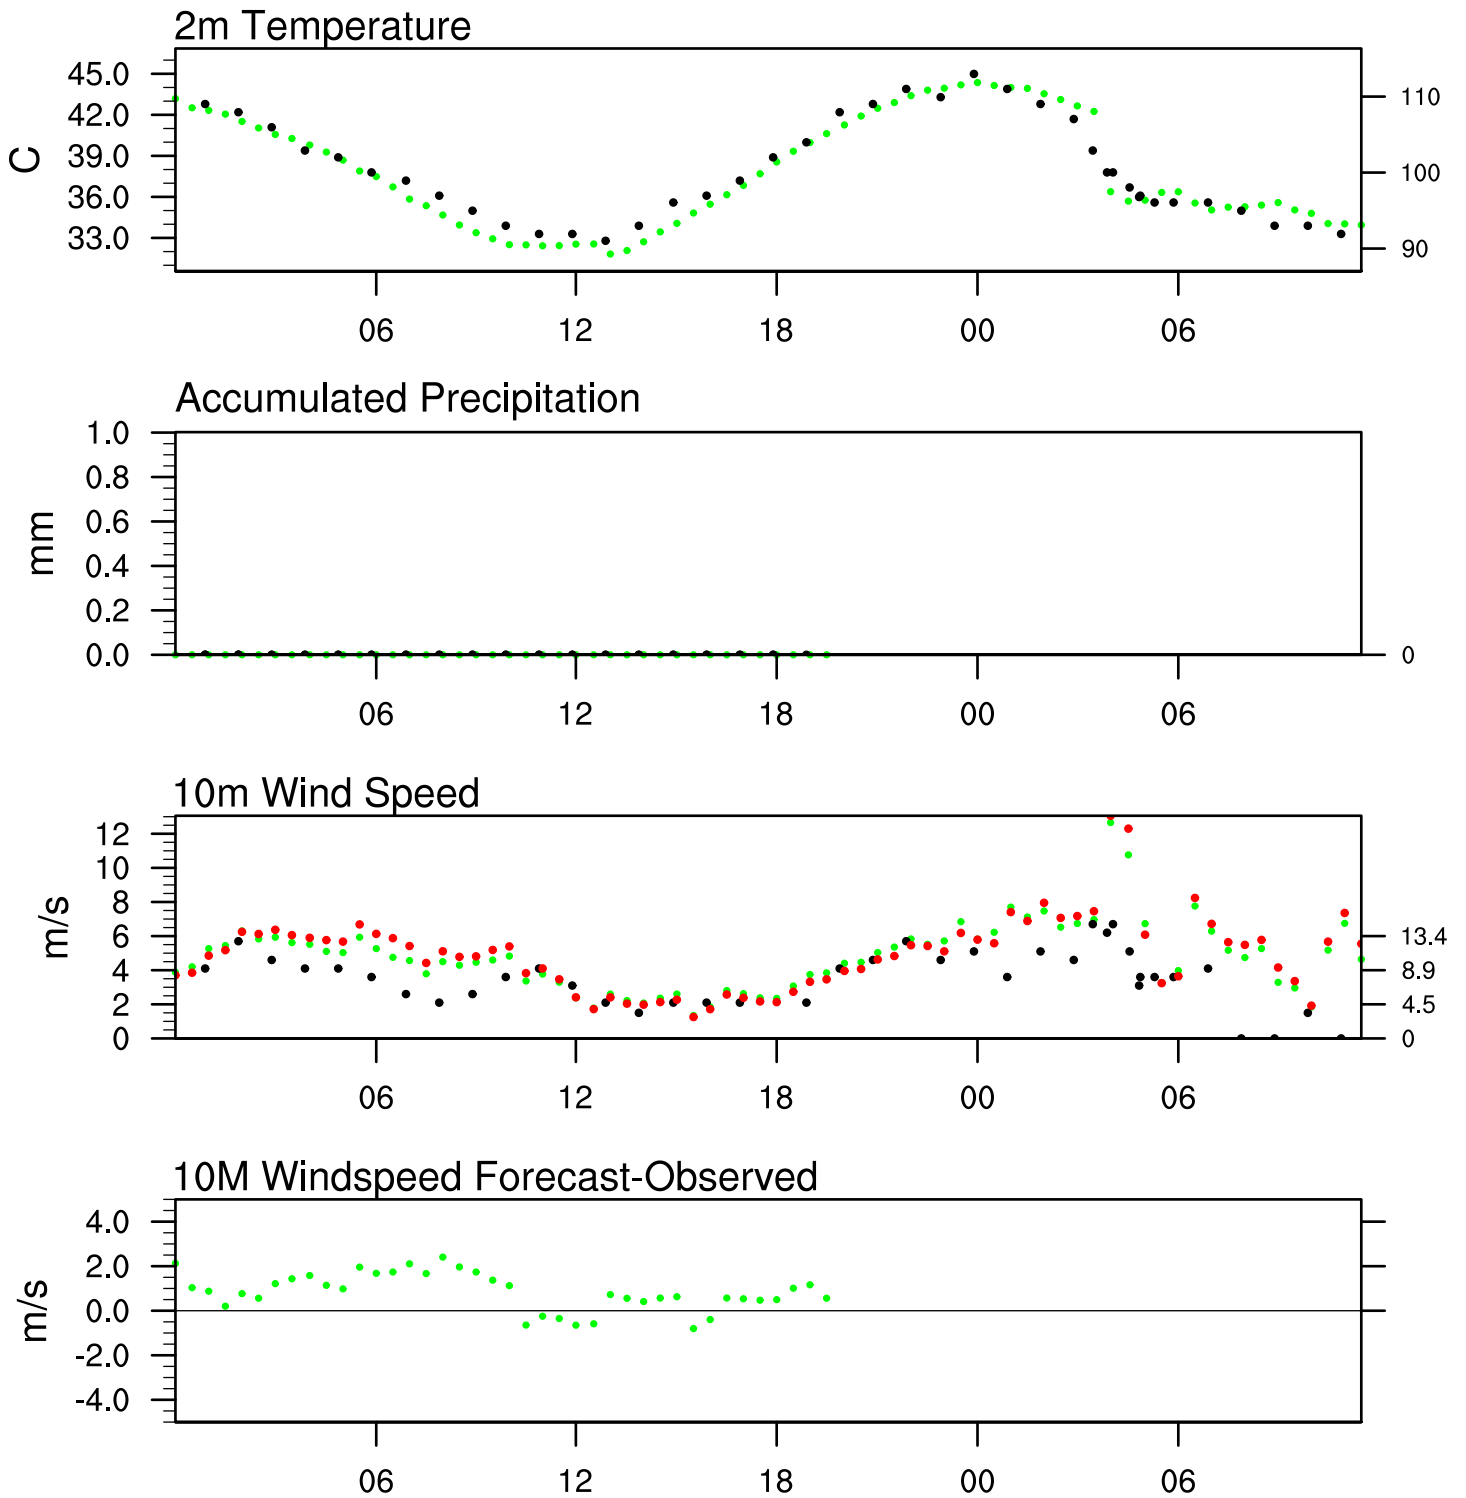 2m Temperature
45.0
42.0
39.0
36.0
33.0
C
110
100
90
06 12 18 00 06
Accumulated Precipitation
1.0
0.8
0.6
0.4
0.2
0.0
mm
0
06 12 18 00 06
10m Wind Speed
12
10
8
6
4
2
0
m/s
13.4
8.9
4.5
0
06 12 18 00 06
10M Windspeed Forecast-Observed
4.0
2.0
0.0
-2.0
-4.0
m/s
06 12 18 00 06